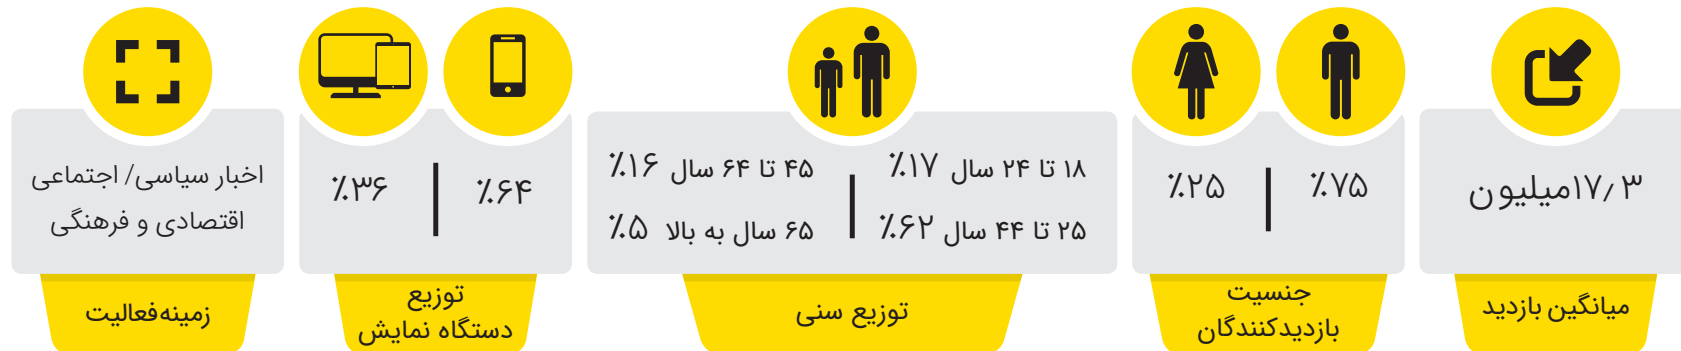 ۱۷٫۳میلیون
میانگین بازدید
٪۷۵
٪۲۵
جنسیت
بازدیدکنندگان
۱۸ تا ۲۴ سال ٪۱۷
۲۵ تا ۴۴ سال ٪۶۲
۴۵ تا ۶۴ سال ٪۱۶
۶۵ سال به بالا ٪۵
توزیع سنی
٪۶۴
٪۳۶
توزیع
دستگاه نمایش
اخبار سیاسی/ اجتماعی
اقتصادی و فرهنگی
زمینه‌فعالیت